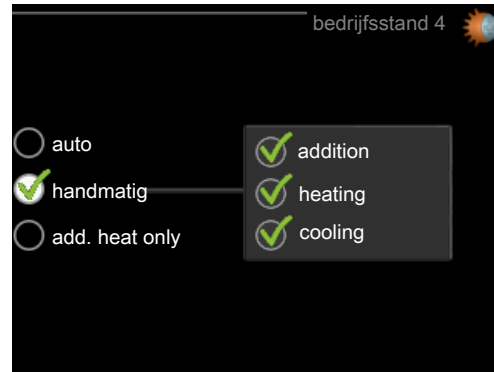 bedrijfsstand 4
auto
handmatig
add. heat only
addition
heating
cooling